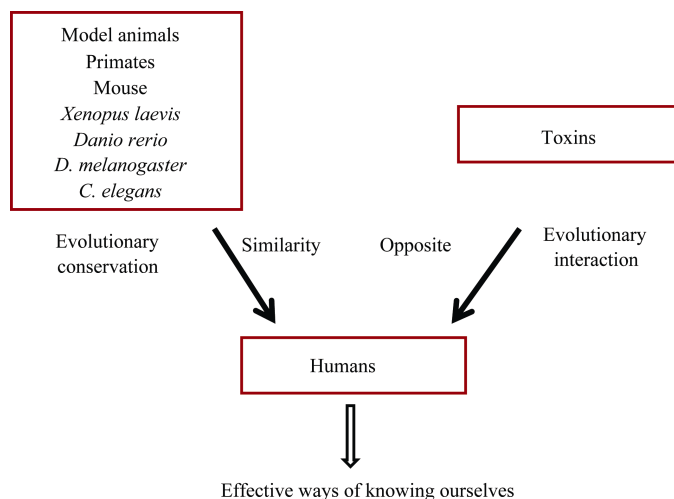 Model animals
Primates
Mouse
Xenopus laevis
Danio rerio
D. melanogaster
C. elegans
Toxins
Evolutionary
conservation
Similarity
Opposite
Evolutionary
interaction
Humans
Effective ways of knowing ourselves